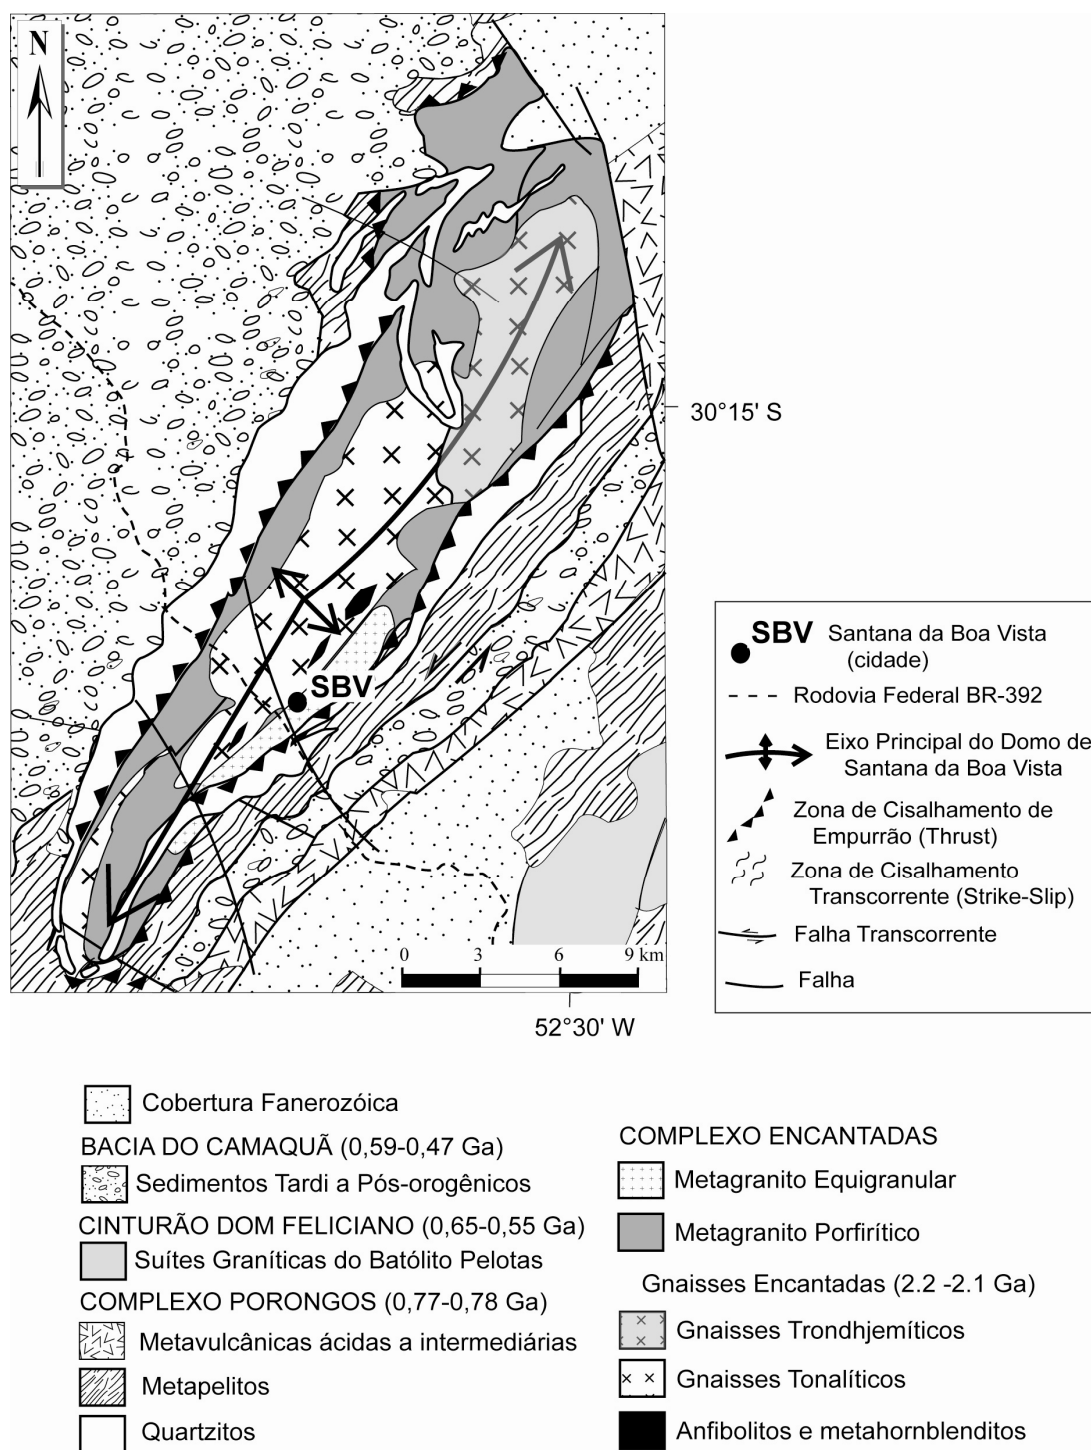 N
30°15' S
SBV
0 3 6 9 km
52°30' W
SBV Santana da Boa Vista
(cidade)
Rodovia Federal BR-392
Eixo Principal do Domo de
Santana da Boa Vista
Zona de Cisalhamento de
Empurrão (Thrust)
Zona de Cisalhamento
Transcorrente (Strike-Slip)
Falha Transcorrente
Falha
Cobertura Fanerozóica
BACIA DO CAMAQUÃ (0,59-0,47 Ga)
Sedimentos Tardi a Pós-orogênicos
CINTURÃO DOM FELICIANO (0,65-0,55 Ga)
Suítes Graníticas do Batólito Pelotas
COMPLEXO PORONGOS (0,77-0,78 Ga)
Metavulcânicas ácidas a intermediárias
Metapelitos
Quartzitos
COMPLEXO ENCANTADAS
Metagranito Equigranular
Metagranito Porfirítico
Gnaisses Encantadas (2.2 -2.1 Ga)
Gnaisses Trondhjemíticos
Gnaisses Tonalíticos
Anfibolitos e metahornblenditos